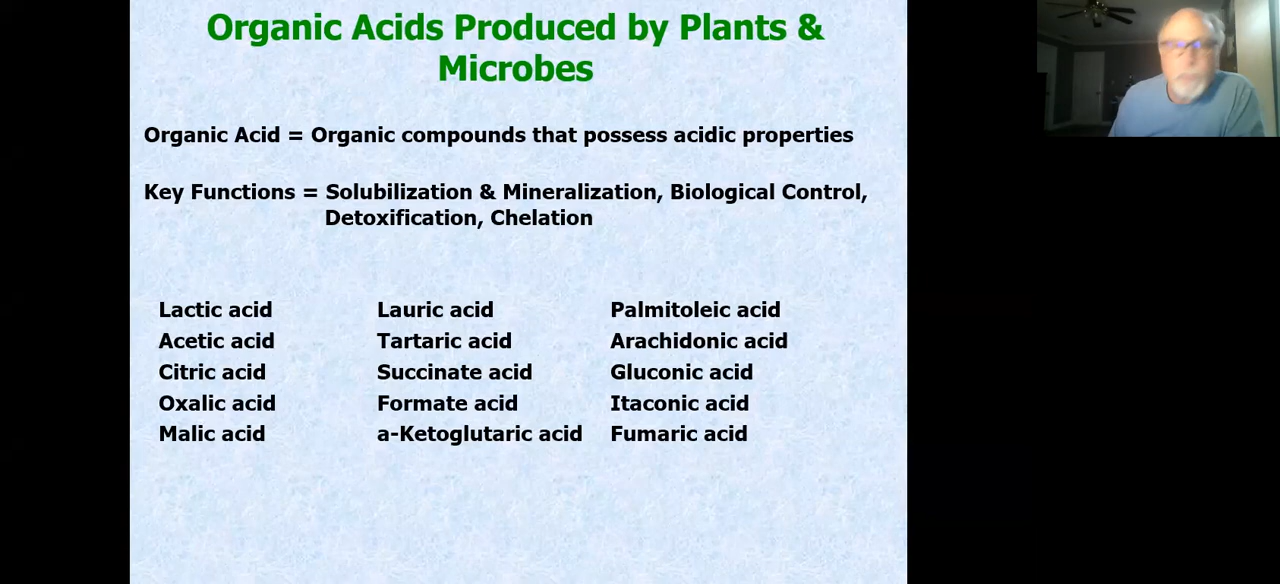 Organic Acids Produced by Plants &
Microbes
Organic Acid = Organic compounds that possess acidic properties
Key Functions = Solubilization & Mineralization, Biological Control,
Detoxification, Chelation
Lactic acid
Acetic acid
Citric acid
Oxalic acid
Malic acid
Lauric acid
Tartaric acid
Succinate acid
Formate acid
a-Ketoglutaric acid
Palmitoleic acid
Arachidonic acid
Gluconic acid
Itaconic acid
Fumaric acid